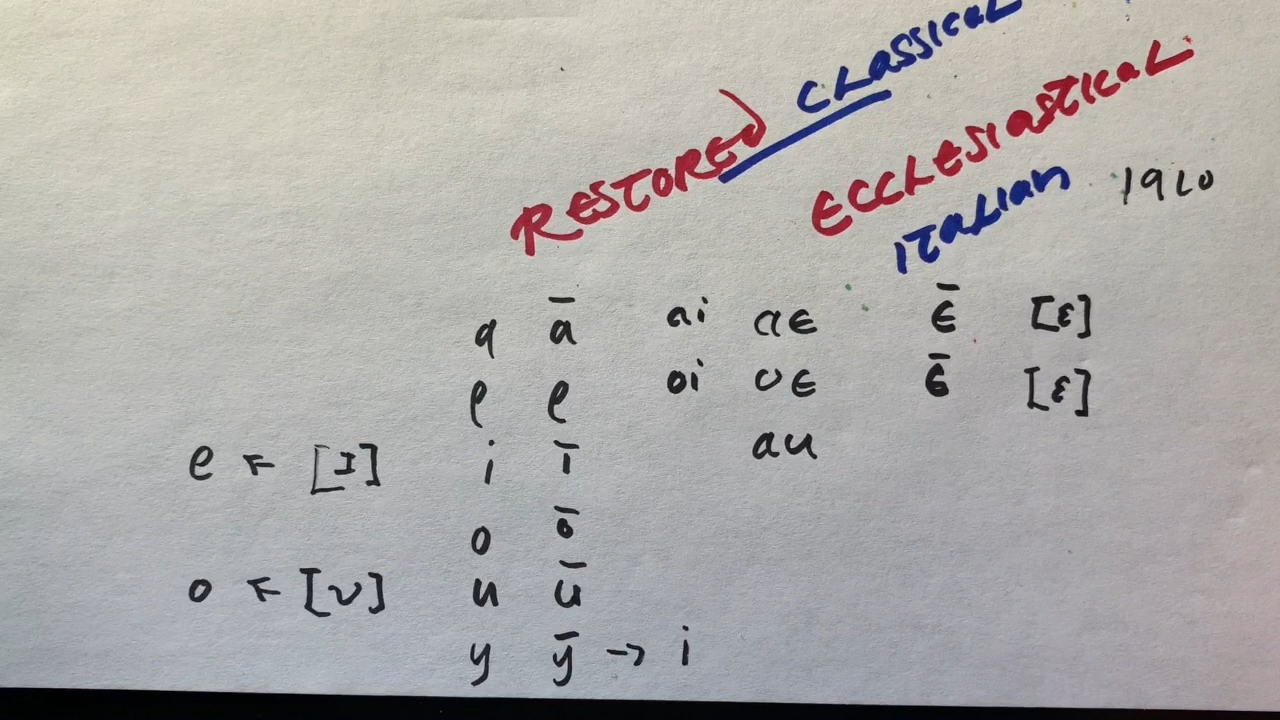 RESTORED CLASSICAL
ECCLESIASTICAL
ITALIAN 1910
a ā ai ae ē [ɛ]
e e oi oe ē [ɛ]
e ← [I] i ī au
o ō
o ← [ʊ] u ū
y ȳ → i